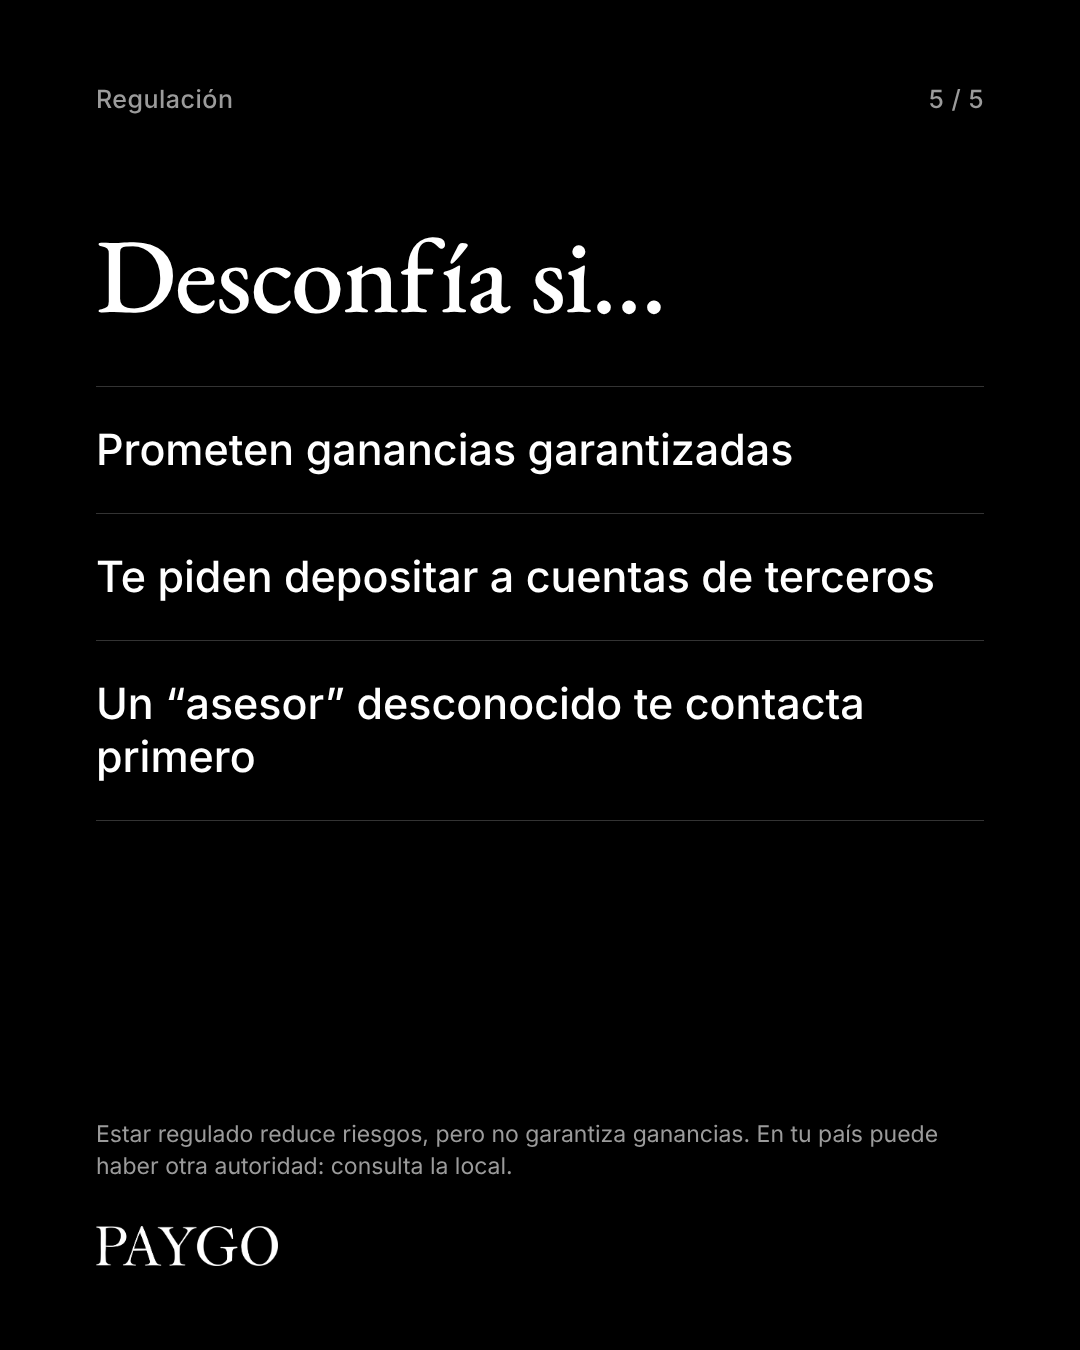 Regulación
5 / 5
Desconfía si...
Prometen ganancias garantizadas
Te piden depositar a cuentas de terceros
Un “asesor” desconocido te contacta
primero
Estar regulado reduce riesgos, pero no garantiza ganancias. En tu país puede
haber otra autoridad: consulta la local.
PAYGO